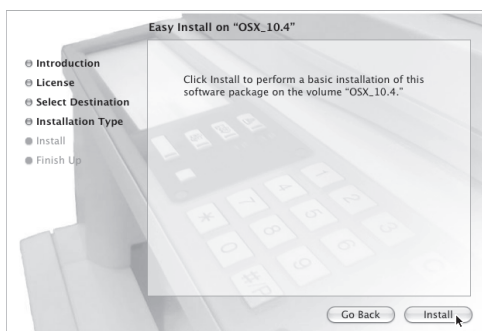 Easy Install on “OSX_10.4”
Introduction
License
Select Destination
Installation Type
Install
Finish Up
Click Install to perform a basic installation of this
software package on the volume “OSX_10.4.”
Go Back
Install